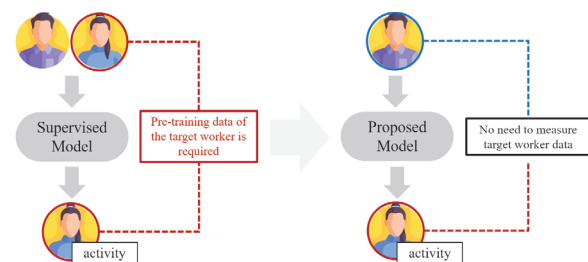 Supervised
Model
Pre-training data of
the target worker is
required
activity
Proposed
Model
No need to measure
target worker data
activity